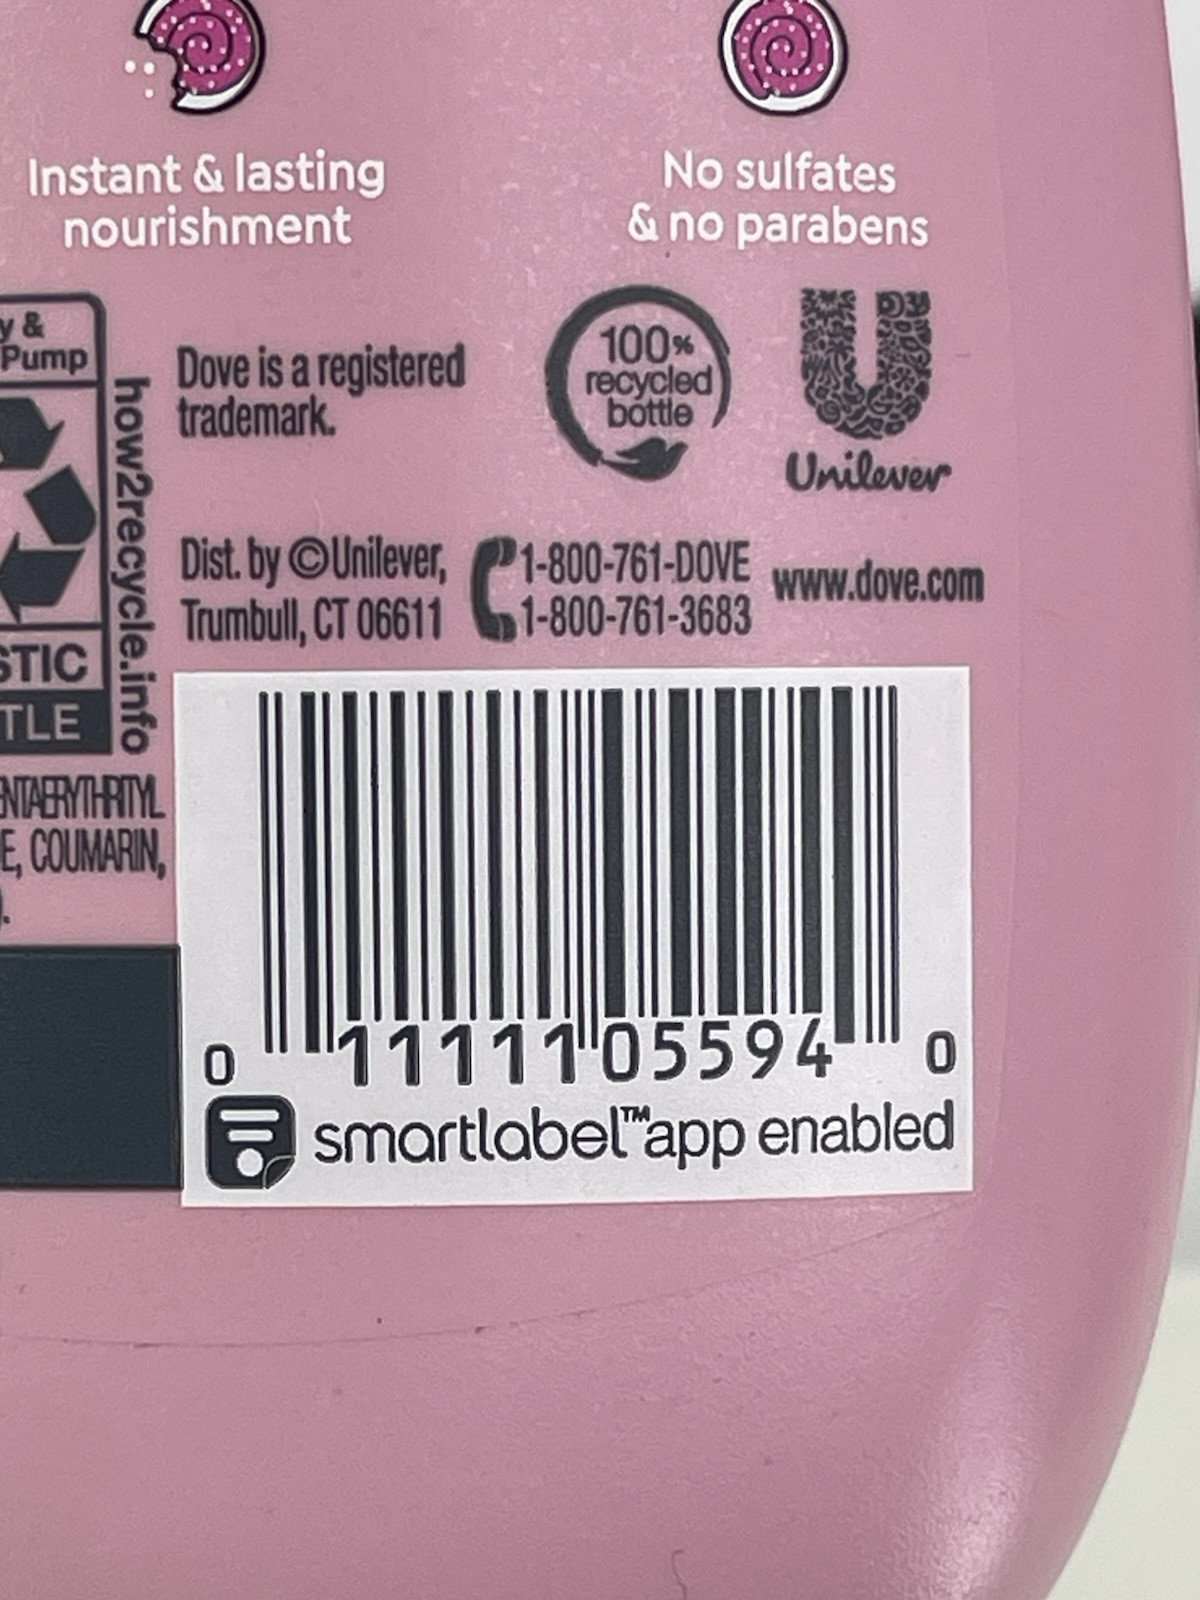 Instant & lasting
nourishment
No sulfates
& no parabens
y &
Pump
how2recycle.info
STIC
TLE
Dove is a registered
trademark.
100%
recycled
bottle
Unilever
Dist. by ©Unilever,
Trumbull, CT 06611
1-800-761-DOVE
1-800-761-3683
www.dove.com
ENTAERYTHRITYL
E, COUMARIN,
).
0 11111 05594 0
smartlabel™app enabled